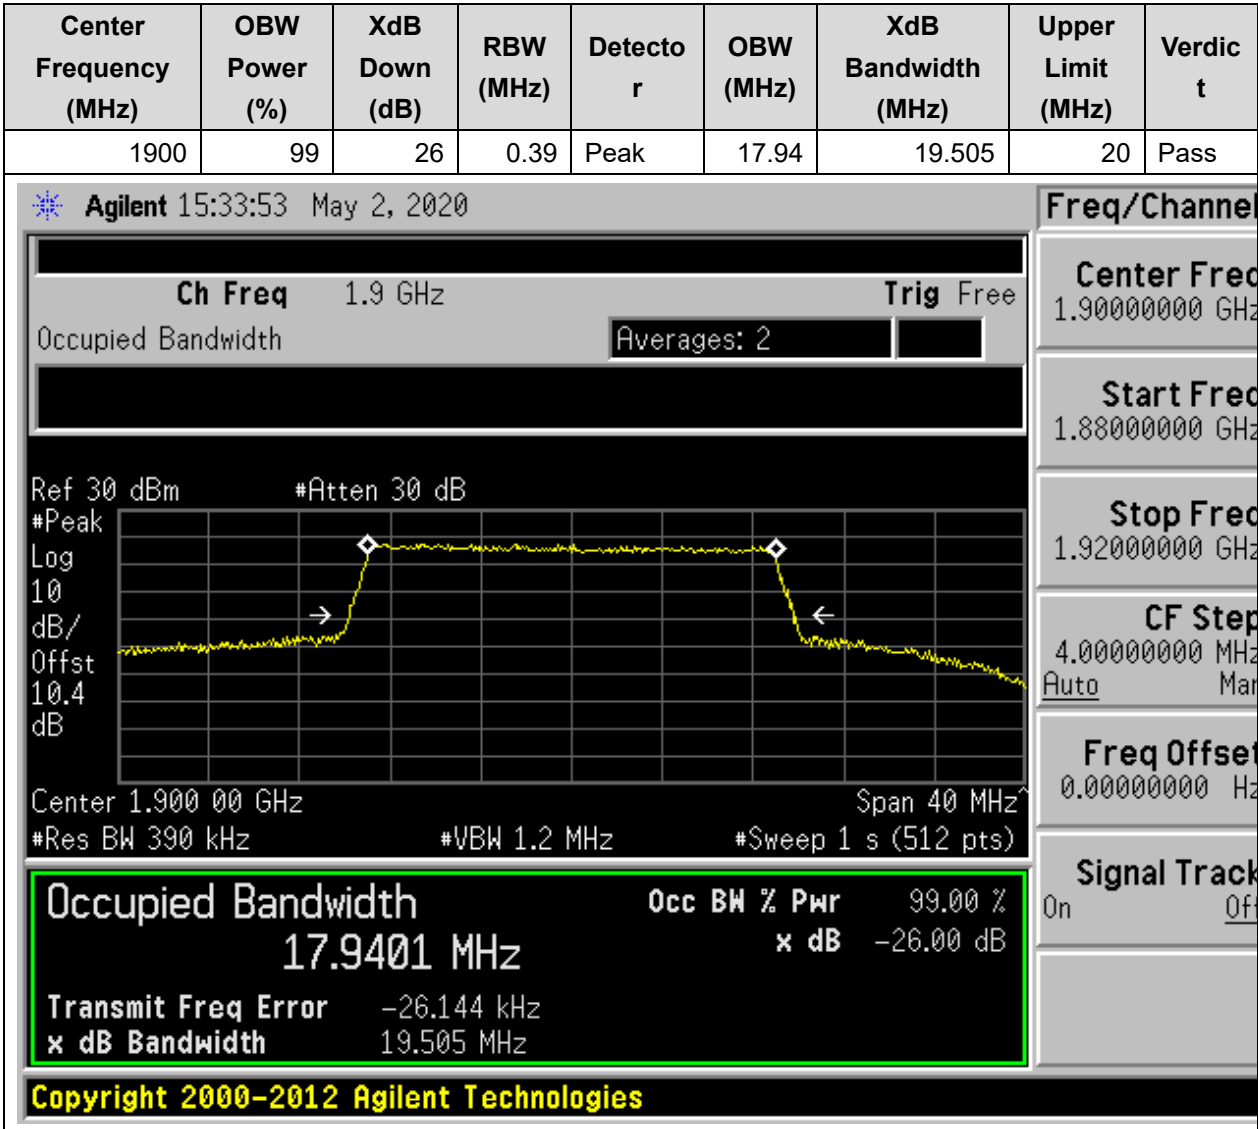 Center Frequency (MHz) OBW Power (%) XdB Down (dB) RBW (MHz) Detector OBW (MHz) XdB Bandwidth (MHz) Upper Limit (MHz) Verdict
1900 99 26 0.39 Peak 17.94 19.505 20 Pass
Agilent 15:33:53 May 2, 2020
Ch Freq 1.9 GHz Trig Free
Occupied Bandwidth Averages: 2
Ref 30 dBm #Atten 30 dB
#Peak
Log
10
dB/
Offst
10.4
dB
Center 1.900 00 GHz Span 40 MHz^
#Res BW 390 kHz #VBW 1.2 MHz #Sweep 1 s (512 pts)
Occupied Bandwidth Occ BW % Pwr 99.00 %
17.9401 MHz x dB -26.00 dB
Transmit Freq Error -26.144 kHz
x dB Bandwidth 19.505 MHz
Copyright 2000-2012 Agilent Technologies
Freq/Channel
Center Freq
1.90000000 GHz
Start Freq
1.88000000 GHz
Stop Freq
1.92000000 GHz
CF Step
4.00000000 MHz
Auto Man
Freq Offset
0.00000000 Hz
Signal Track
On Off